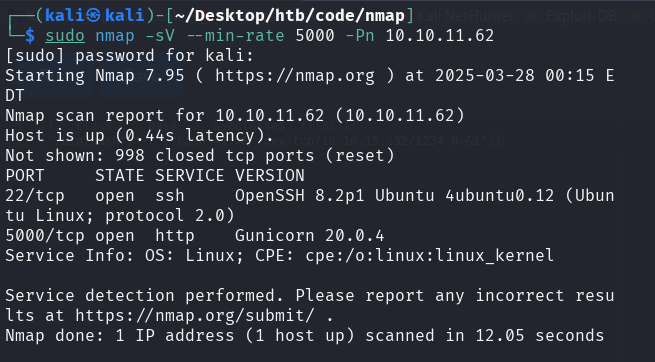 ┌──(kali㉿kali)-[~/Desktop/htb/code/nmap]
└─$ sudo nmap -sV --min-rate 5000 -Pn 10.10.11.62
[sudo] password for kali:
Starting Nmap 7.95 ( https://nmap.org ) at 2025-03-28 00:15 E
DT
Nmap scan report for 10.10.11.62 (10.10.11.62)
Host is up (0.44s latency).
Not shown: 998 closed tcp ports (reset)
PORT     STATE SERVICE VERSION
22/tcp   open  ssh     OpenSSH 8.2p1 Ubuntu 4ubuntu0.12 (Ubun
tu Linux; protocol 2.0)
5000/tcp open  http    Gunicorn 20.0.4
Service Info: OS: Linux; CPE: cpe:/o:linux:linux_kernel

Service detection performed. Please report any incorrect resu
lts at https://nmap.org/submit/ .
Nmap done: 1 IP address (1 host up) scanned in 12.05 seconds